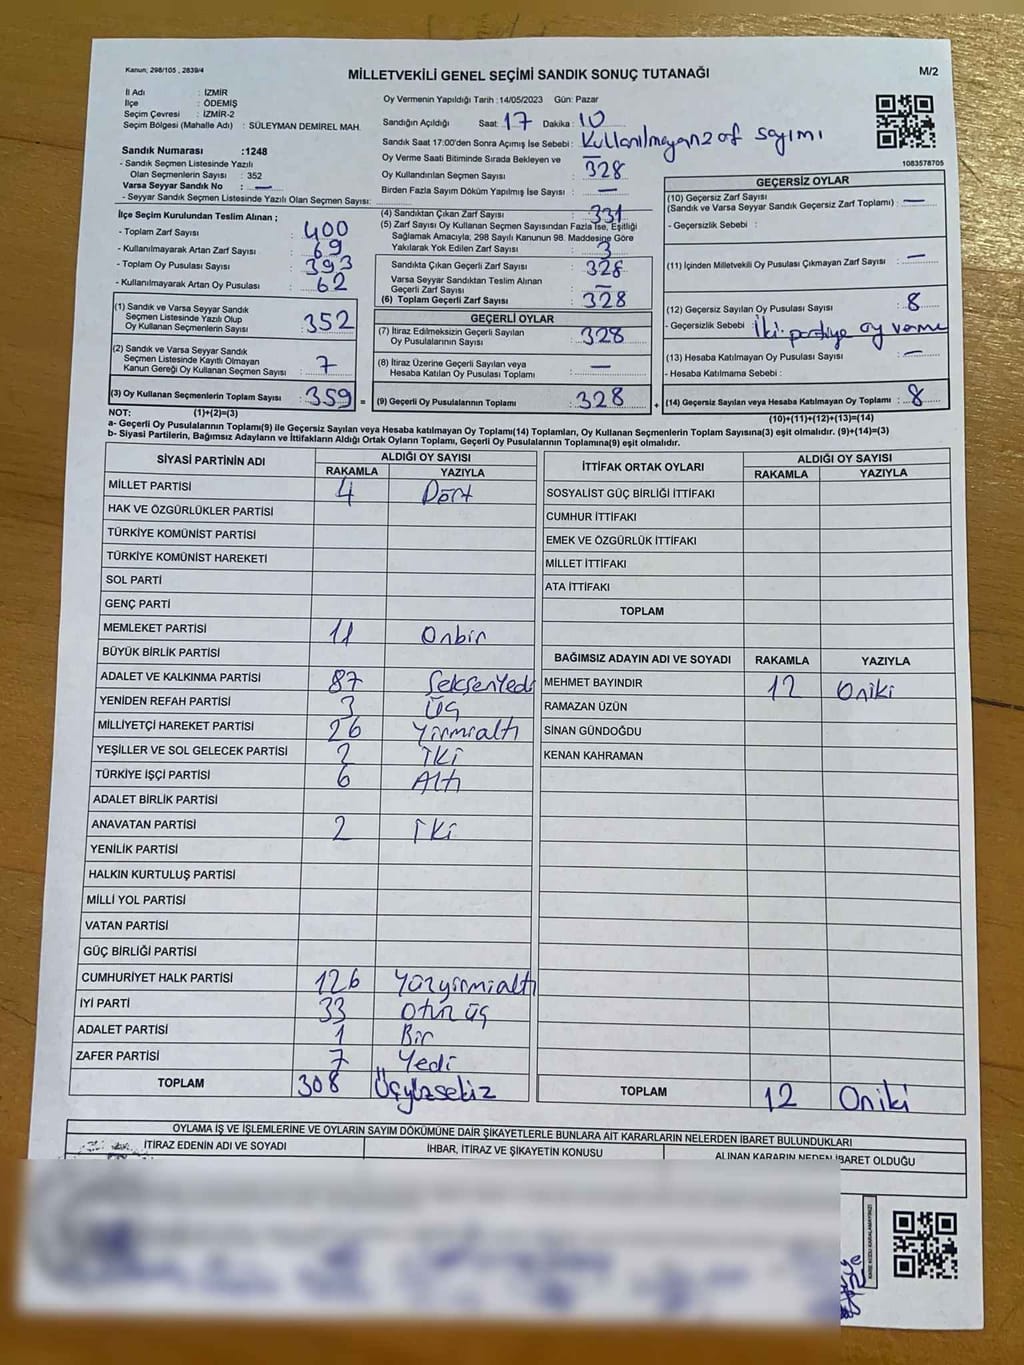 Kanun; 298/105 , 2839/4
MİLLETVEKİLİ GENEL SEÇİMİ SANDIK SONUÇ TUTANAĞI
M/2
İl Adı : İZMİR
İlçe : ÖDEMİŞ
Seçim Çevresi : İZMİR-2
Seçim Bölgesi (Mahalle Adı) : SÜLEYMAN DEMİREL MAH.
Oy Vermenin Yapıldığı Tarih :14/05/2023 Gün: Pazar
Sandığın Açıldığı Saat: 17 Dakika: 10
Sandık Saat 17:00'den Sonra Açımış İse Sebebi : Kullanılmayan zof sayımı
Oy Verme Saati Bitiminde Sırada Bekleyen ve
Oy Kullandırılan Seçmen Sayısı : 328
Birden Fazla Sayım Döküm Yapılmış İse Sayısı : —
1083578705
Sandık Numarası :1248
- Sandık Seçmen Listesinde Yazılı
Olan Seçmenlerin Sayısı : 352
Varsa Seyyar Sandık No : —
- Seyyar Sandık Seçmen Listesinde Yazılı Olan Seçmen Sayısı:
İlçe Seçim Kurulundan Teslim Alınan ;
- Toplam Zarf Sayısı : 400
- Kullanılmayarak Artan Zarf Sayısı : 69
- Toplam Oy Pusulası Sayısı : 393
- Kullanılmayarak Artan Oy Pusulası : 62
(1) Sandık ve Varsa Seyyar Sandık
Seçmen Listesinde Yazılı Olup
Oy Kullanan Seçmenlerin Sayısı : 352
(2) Sandık ve Varsa Seyyar Sandık
Seçmen Listesinde Kayıtlı Olmayan
Kanun Gereği Oy Kullanan Seçmen Sayısı : 7
(3) Oy Kullanan Seçmenlerin Toplam Sayısı : 359 =
(4) Sandıktan Çıkan Zarf Sayısı : 331
(5) Zarf Sayısı Oy Kullanan Seçmen Sayısından Fazla İse, Eşitliği
Sağlamak Amacıyla, 298 Sayılı Kanunun 98. Maddesine Göre
Yakılarak Yok Edilen Zarf Sayısı : 3
Sandıkta Çıkan Geçerli Zarf Sayısı : 328
Varsa Seyyar Sandıktan Teslim Alınan
Geçerli Zarf Sayısı : —
(6) Toplam Geçerli Zarf Sayısı : 328
GEÇERLİ OYLAR
(7) İtiraz Edilmeksizin Geçerli Sayılan
Oy Pusulalarının Sayısı : 328
(8) İtiraz Üzerine Geçerli Sayılan veya
Hesaba Katılan Oy Pusulası Toplamı : —
(9) Geçerli Oy Pusulalarının Toplamı : 328 +
GEÇERSİZ OYLAR
(10) Geçersiz Zarf Sayısı
(Sandık ve Varsa Seyyar Sandık Geçersiz Zarf Toplamı) : —
- Geçersizlik Sebebi :
(11) İçinden Milletvekili Oy Pusulası Çıkmayan Zarf Sayısı : —
(12) Geçersiz Sayılan Oy Pusulası Sayısı : 8
- Geçersizlik Sebebi : İki partiye oy verme
(13) Hesaba Katılmayan Oy Pusulası Sayısı : —
- Hesaba Katılmama Sebebi :
(14) Geçersiz Sayılan veya Hesaba Katılmayan Oy Toplamı : 8
NOT: (1)+(2)=(3)
(10)+(11)+(12)+(13)=(14)
a- Geçerli Oy Pusulalarının Toplamı(9) ile Geçersiz Sayılan veya Hesaba katılmayan Oy Toplamı(14) Toplamları, Oy Kullanan Seçmenlerin Toplam Sayısına(3) eşit olmalıdır. (9)+(14)=(3)
b- Siyasi Partilerin, Bağımsız Adayların ve İttifakların Aldığı Ortak Oyların Toplamı, Geçerli Oy Pusulalarının Toplamına(9) eşit olmalıdır.
SİYASİ PARTİNİN ADI ALDIĞI OY SAYISI
RAKAMLA YAZIYLA
MİLLET PARTİSİ 4 Dört
HAK VE ÖZGÜRLÜKLER PARTİSİ
TÜRKİYE KOMÜNİST PARTİSİ
TÜRKİYE KOMÜNİST HAREKETİ
SOL PARTİ
GENÇ PARTİ
MEMLEKET PARTİSİ 11 Onbir
BÜYÜK BİRLİK PARTİSİ
ADALET VE KALKINMA PARTİSİ 87 Seksenyedi
YENİDEN REFAH PARTİSİ 3 Üç
MİLLİYETÇİ HAREKET PARTİSİ 26 Yirmialtı
YEŞİLLER VE SOL GELECEK PARTİSİ 2 İki
TÜRKİYE İŞÇİ PARTİSİ 6 Altı
ADALET BİRLİK PARTİSİ
ANAVATAN PARTİSİ 2 İki
YENİLİK PARTİSİ
HALKIN KURTULUŞ PARTİSİ
MİLLİ YOL PARTİSİ
VATAN PARTİSİ
GÜÇ BİRLİĞİ PARTİSİ
CUMHURİYET HALK PARTİSİ 126 Yüzyirmialtı
İYİ PARTİ 33 Otuz üç
ADALET PARTİSİ 1 Bir
ZAFER PARTİSİ 7 Yedi
TOPLAM 308 Üçyüzsekiz
İTTİFAK ORTAK OYLARI ALDIĞI OY SAYISI
RAKAMLA YAZIYLA
SOSYALİST GÜÇ BİRLİĞİ İTTİFAKI
CUMHUR İTTİFAKI
EMEK VE ÖZGÜRLÜK İTTİFAKI
MİLLET İTTİFAKI
ATA İTTİFAKI
TOPLAM
BAĞIMSIZ ADAYIN ADI VE SOYADI RAKAMLA YAZIYLA
MEHMET BAYINDIR 12 Oniki
RAMAZAN ÜZÜN
SİNAN GÜNDOĞDU
KENAN KAHRAMAN
TOPLAM 12 Oniki
OYLAMA İŞ VE İŞLEMLERİNE VE OYLARIN SAYIM DÖKÜMÜNE DAİR ŞİKAYETLERLE BUNLARA AİT KARARLARIN NELERDEN İBARET BULUNDUKLARI
İTİRAZ EDENİN ADI VE SOYADI İHBAR, İTİRAZ VE ŞİKAYETİN KONUSU ALINAN KARARIN NEDEN İBARET OLDUĞU
KARE KODU KARALAMAYINIZ!